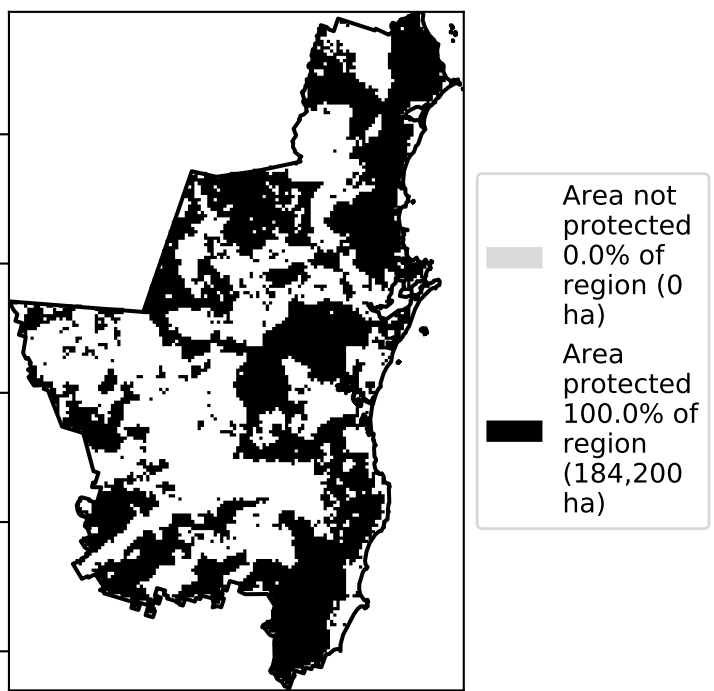 Area not
protected
0.0% of
region (0
ha)
Area
protected
100.0% of
region
(184,200
ha)